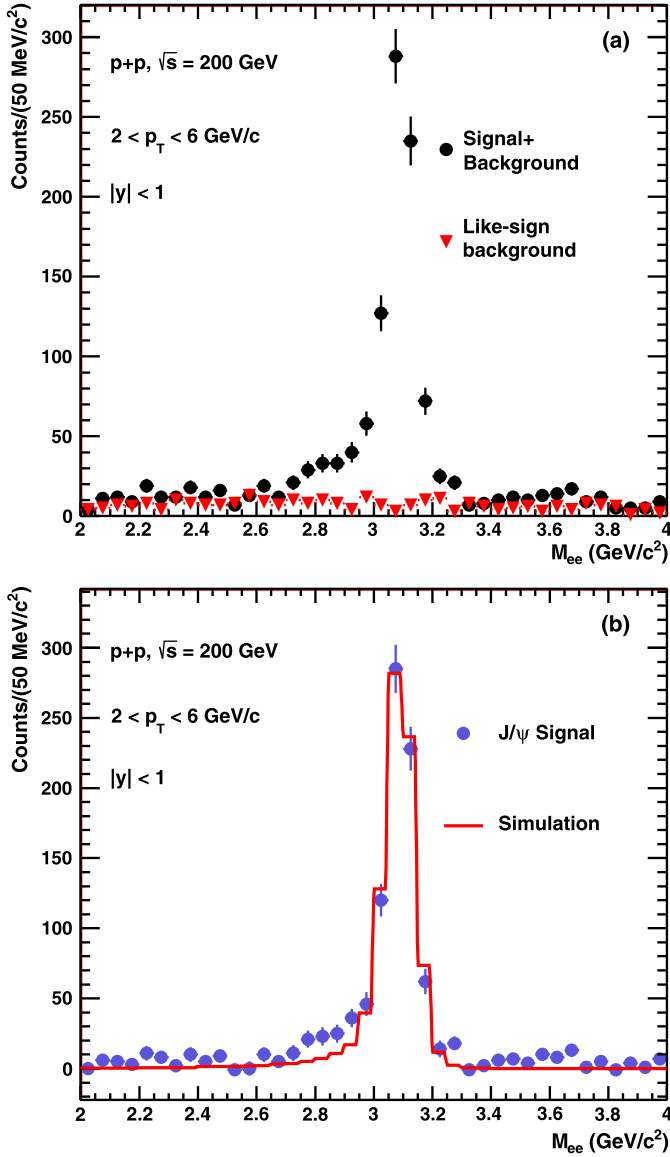 (a)
p+p, √s = 200 GeV
2 < p_T < 6 GeV/c
|y| < 1
Signal+
Background
Like-sign
background
Counts/(50 MeV/c²)
300
250
200
150
100
50
0
2 2.2 2.4 2.6 2.8 3 3.2 3.4 3.6 3.8 4
M_ee (GeV/c²)
(b)
p+p, √s = 200 GeV
2 < p_T < 6 GeV/c
|y| < 1
J/ψ Signal
Simulation
Counts/(50 MeV/c²)
300
250
200
150
100
50
0
2 2.2 2.4 2.6 2.8 3 3.2 3.4 3.6 3.8 4
M_ee (GeV/c²)